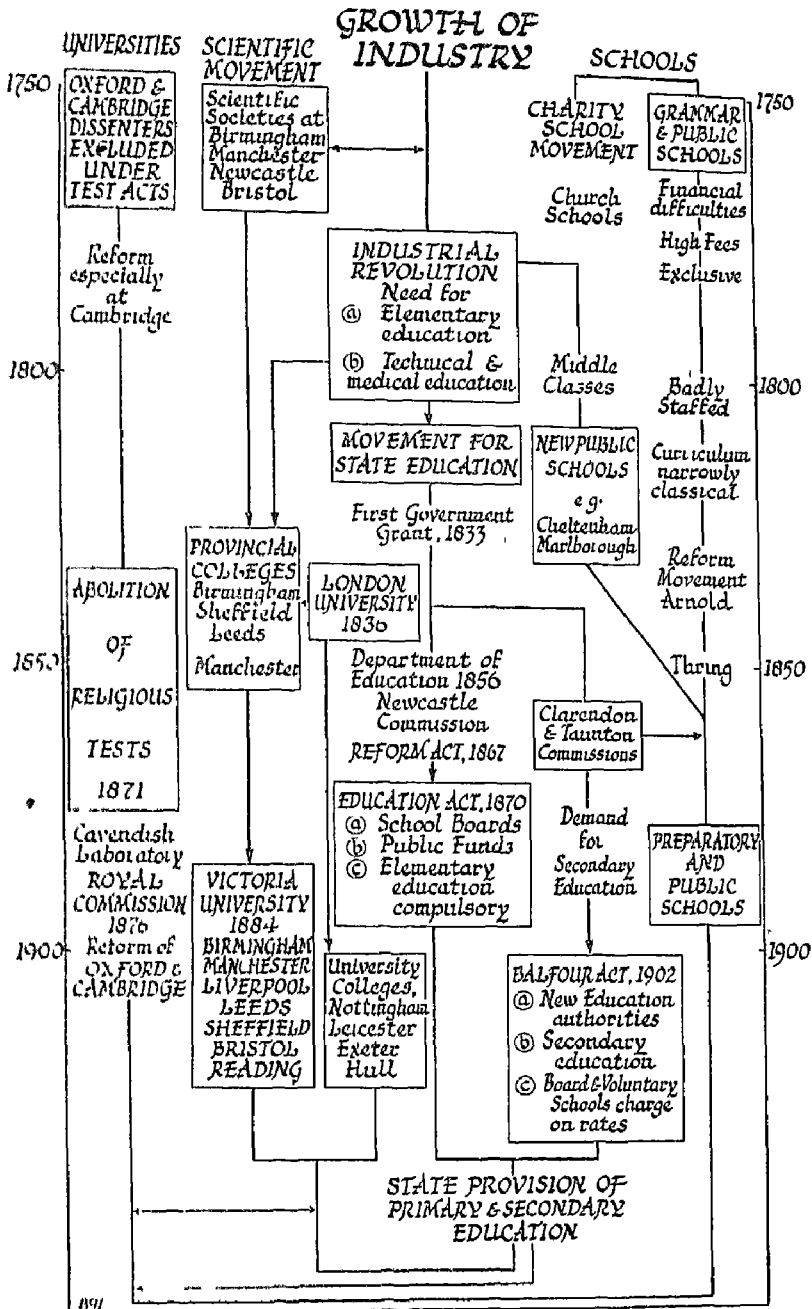 GROWTH OF
INDUSTRY
UNIVERSITIES
SCIENTIFIC
MOVEMENT
SCHOOLS
1750
1750
OXFORD &
CAMBRIDGE
DISSENTERS
EXCLUDED
UNDER
TEST ACTS
Scientific
Societies at
Birmingham
Manchester
Newcastle
Bristol
CHARITY
SCHOOL
MOVEMENT
GRAMMAR
& PUBLIC
SCHOOLS
Church
Schools
Financial
difficulties
High Fees
Exclusive
Reform
especially
at
Cambridge
INDUSTRIAL
REVOLUTION
Need for
(a) Elementary
education
(b) Technical &
medical education
Middle
Classes
1800
1800
Badly
Staffed
MOVEMENT FOR
STATE EDUCATION
NEW PUBLIC
SCHOOLS
e.g.
Cheltenham
Marlborough
Curriculum
narrowly
classical
First Government
Grant, 1833
PROVINCIAL
COLLEGES
Birmingham
Sheffield
Leeds
Manchester
LONDON
UNIVERSITY
1836
Reform
Movement
Arnold
ABOLITION
OF
RELIGIOUS
TESTS
1871
1850
1850
Thring
Department of
Education 1856
Newcastle
Commission
REFORM ACT, 1867
Clarendon
& Taunton
Commissions
EDUCATION ACT, 1870
(a) School Boards
(b) Public Funds
(c) Elementary
education
compulsory
Demand
for
Secondary
Education
PREPARATORY
AND
PUBLIC
SCHOOLS
Cavendish
Laboratory
ROYAL
COMMISSION
1876
Reform of
OXFORD &
CAMBRIDGE
VICTORIA
UNIVERSITY
1884
BIRMINGHAM
MANCHESTER
LIVERPOOL
LEEDS
SHEFFIELD
BRISTOL
READING
1900
1900
University
Colleges,
Nottingham
Leicester
Exeter
Hull
BALFOUR ACT, 1902
(a) New Education
authorities
(b) Secondary
education
(c) Board & Voluntary
Schools charge
on rates
STATE PROVISION OF
PRIMARY & SECONDARY
EDUCATION